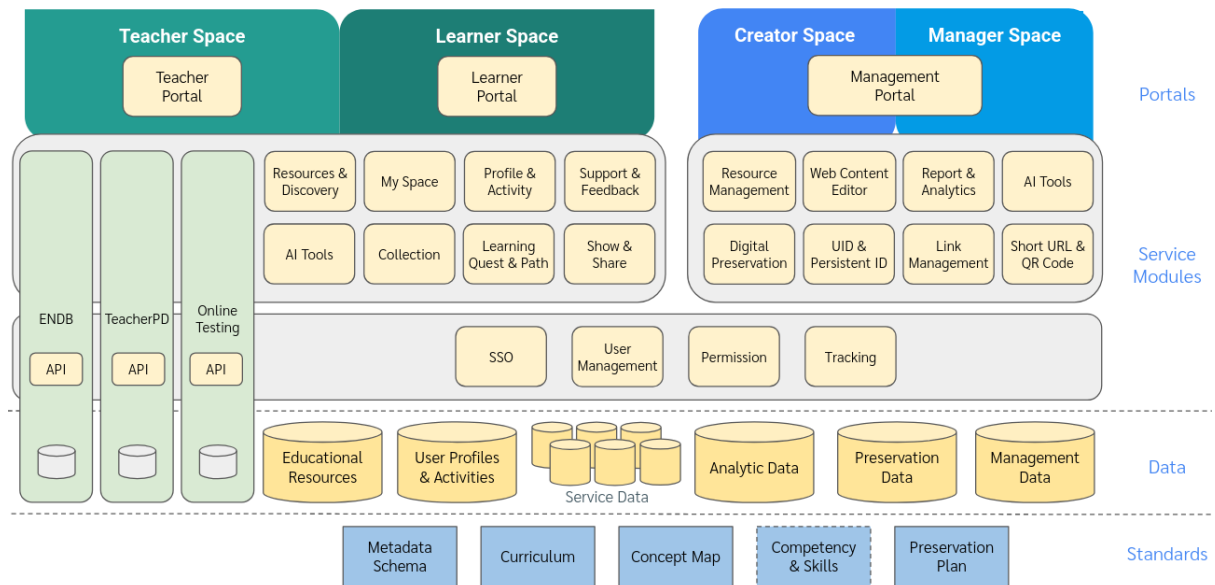 Teacher Space
Learner Space
Creator Space
Manager Space
Teacher
Portal
Learner
Portal
Management
Portal
Portals
Resources &
Discovery
My Space
Profile &
Activity
Support &
Feedback
Resource
Management
Web Content
Editor
Report &
Analytics
AI Tools
AI Tools
Collection
Learning
Quest & Path
Show &
Share
Digital
Preservation
UID &
Persistent ID
Link
Management
Short URL &
QR Code
Service
Modules
ENDB
TeacherPD
Online
Testing
API
API
API
SSO
User
Management
Permission
Tracking
Educational
Resources
User Profiles
& Activities
Service Data
Analytic Data
Preservation
Data
Management
Data
Data
Metadata
Schema
Curriculum
Concept Map
Competency
& Skills
Preservation
Plan
Standards